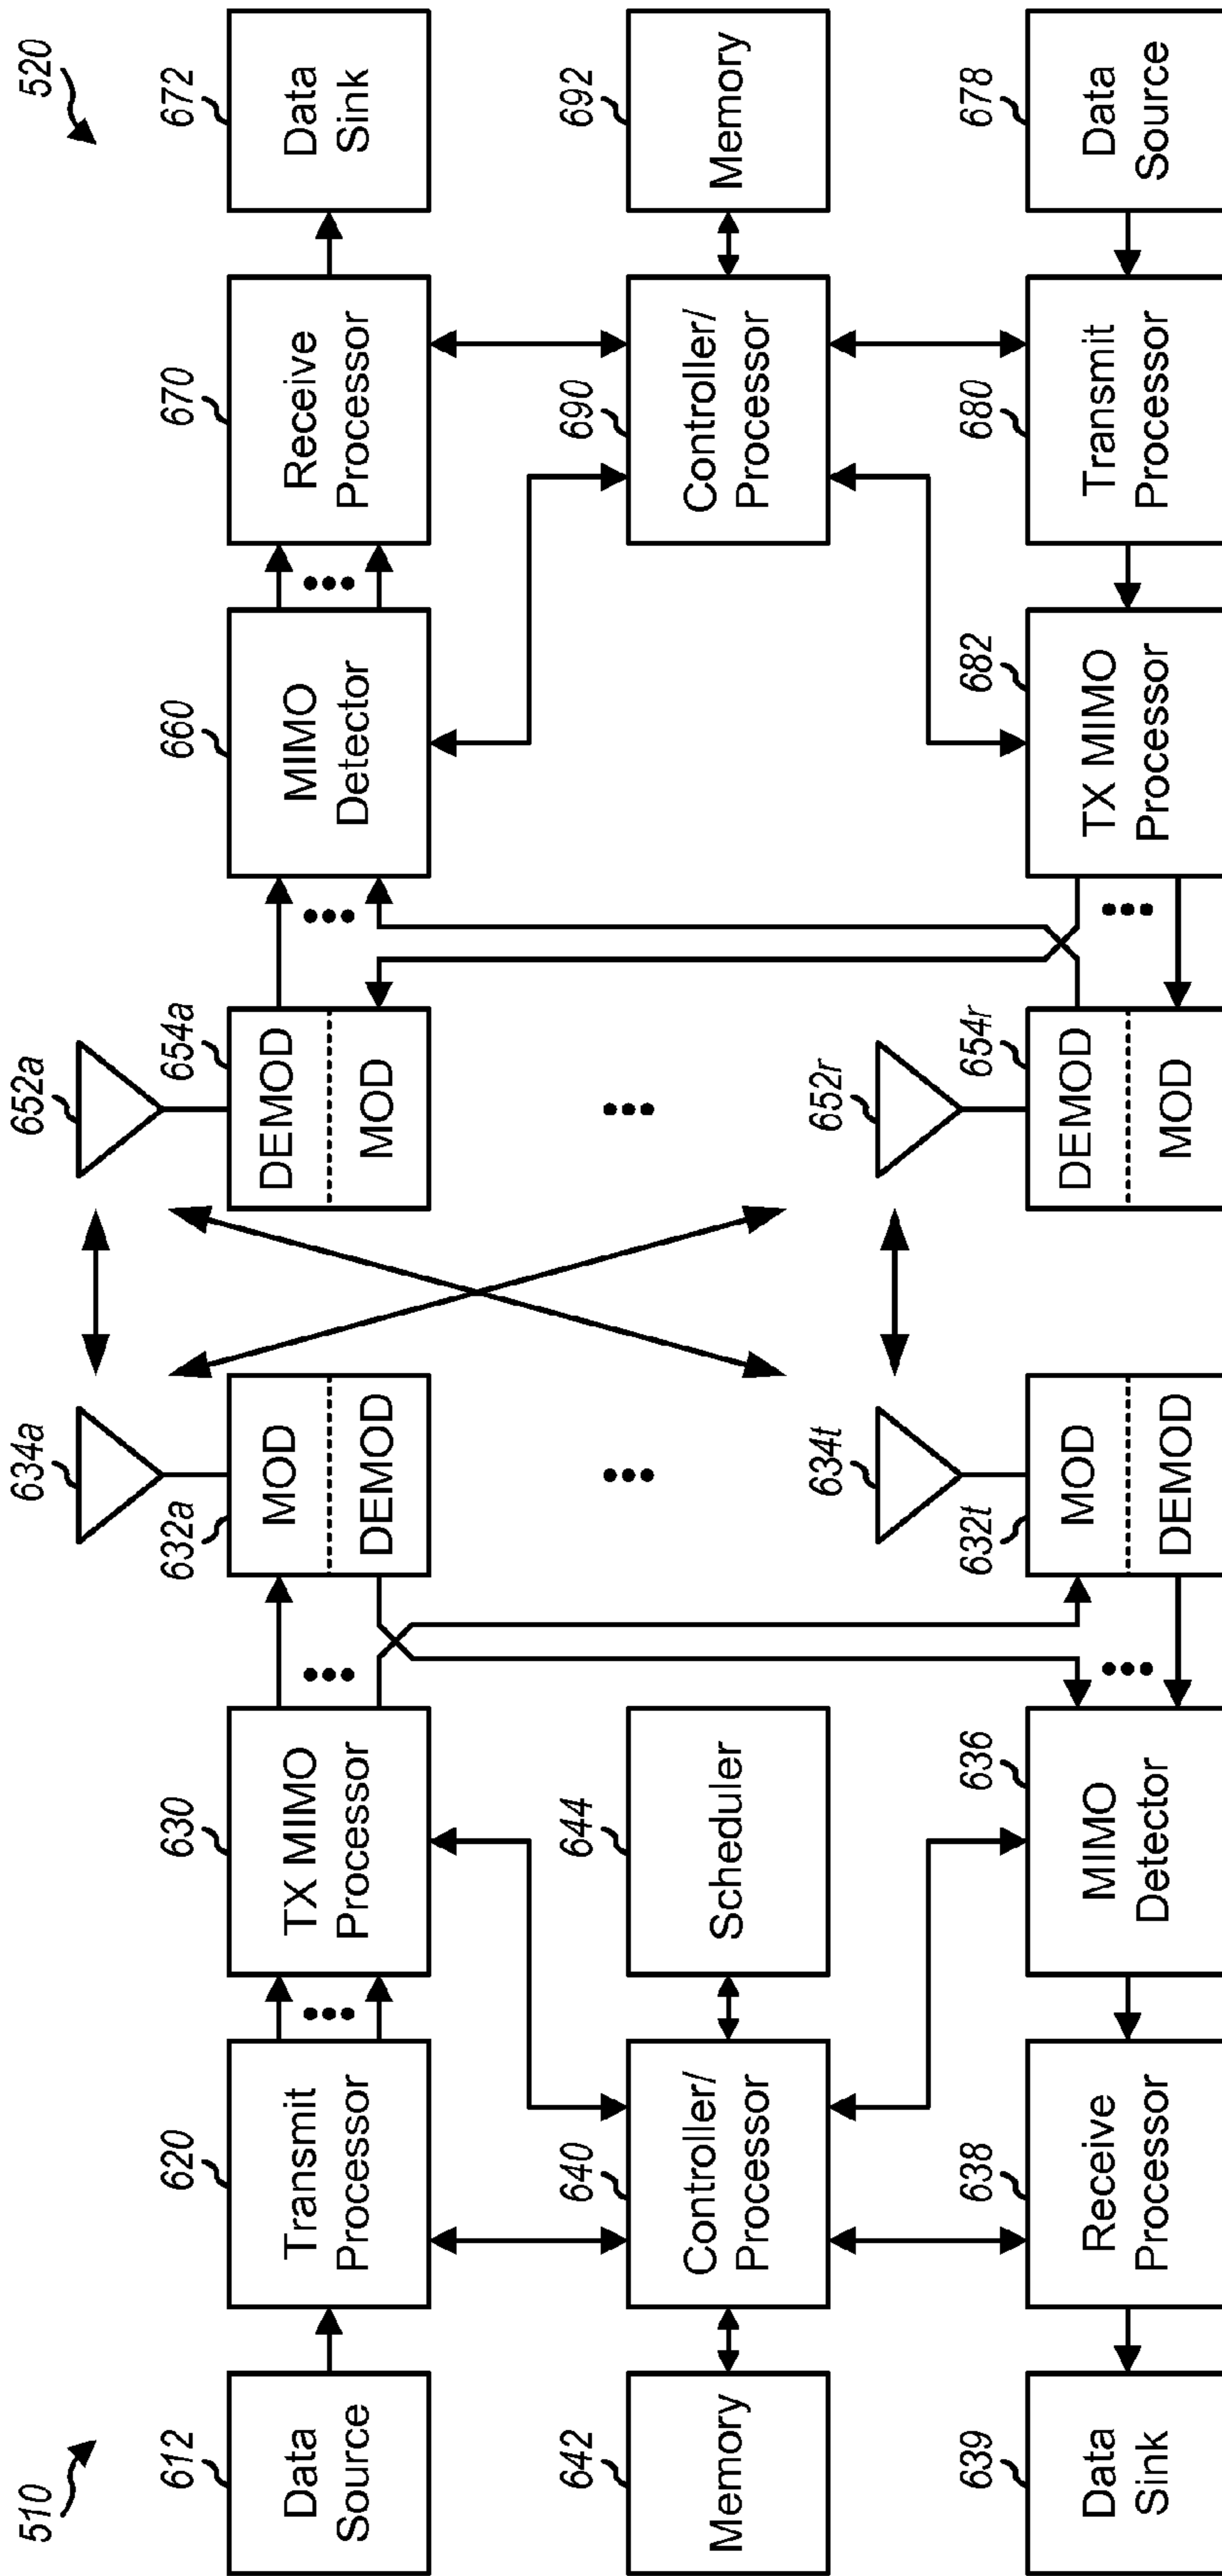 510
520
634a
652a
612
620
630
632a
654a
660
670
672
Data
Source
Transmit
Processor
TX MIMO
Processor
MOD
DEMOD
DEMOD
MOD
MIMO
Detector
Receive
Processor
Data
Sink
642
640
644
690
692
Memory
Controller/
Processor
Scheduler
Controller/
Processor
Memory
634t
652r
639
638
636
632t
654r
682
680
678
Data
Sink
Receive
Processor
MIMO
Detector
MOD
DEMOD
DEMOD
MOD
TX MIMO
Processor
Transmit
Processor
Data
Source